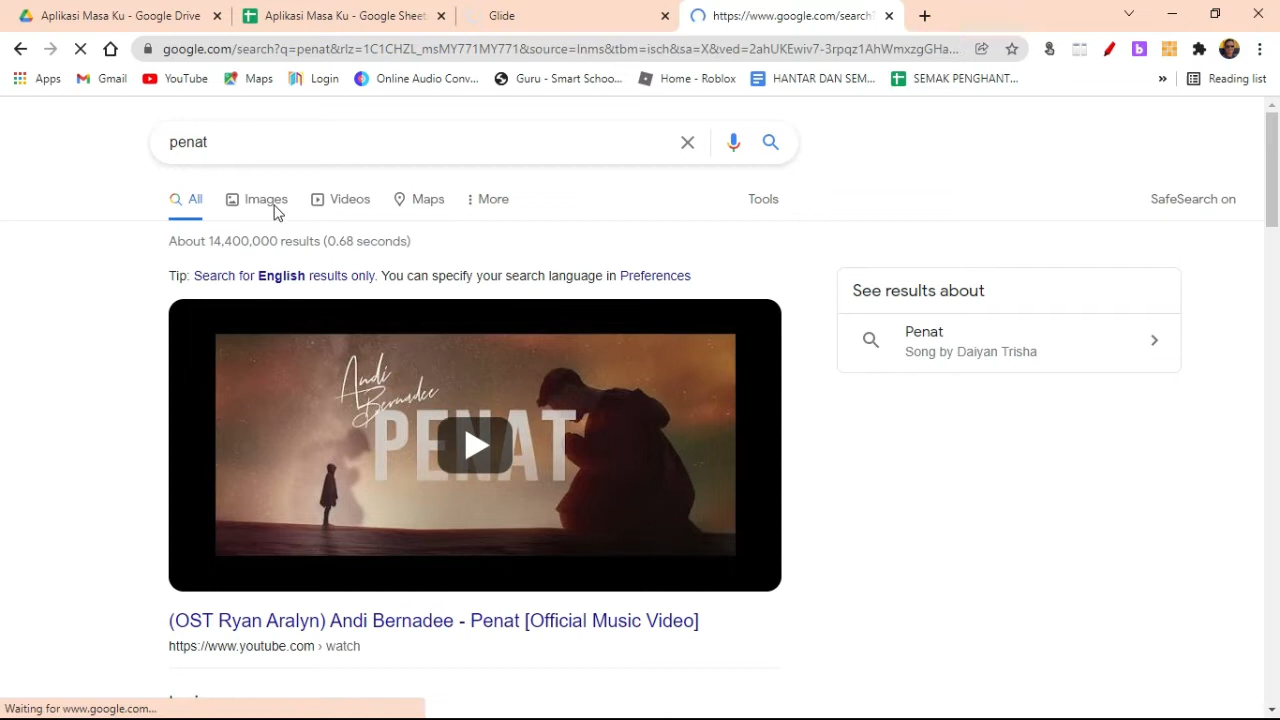 Aplikasi Masa Ku - Google Drive
Aplikasi Masa Ku - Google Sheet
Glide
https://www.google.com/search?
google.com/search?q=penat&rlz=1C1CHZL_msMY771MY771&source=lnms&tbm=isch&sa=X&ved=2ahUKEwiv7-3rpqz1AhWmxzgGHa...
Apps
Gmail
YouTube
Maps
Login
Online Audio Conv...
Guru - Smart Schoo...
Home - Roblox
HANTAR DAN SEM...
SEMAK PENGHANT...
»
Reading list
penat
All
Images
Videos
Maps
More
Tools
SafeSearch on
About 14,400,000 results (0.68 seconds)
Tip: Search for English results only. You can specify your search language in Preferences
See results about
Penat
Song by Daiyan Trisha
Andi
Bernadee
PENAT
(OST Ryan Aralyn) Andi Bernadee - Penat [Official Music Video]
https://www.youtube.com › watch
Waiting for www.google.com...